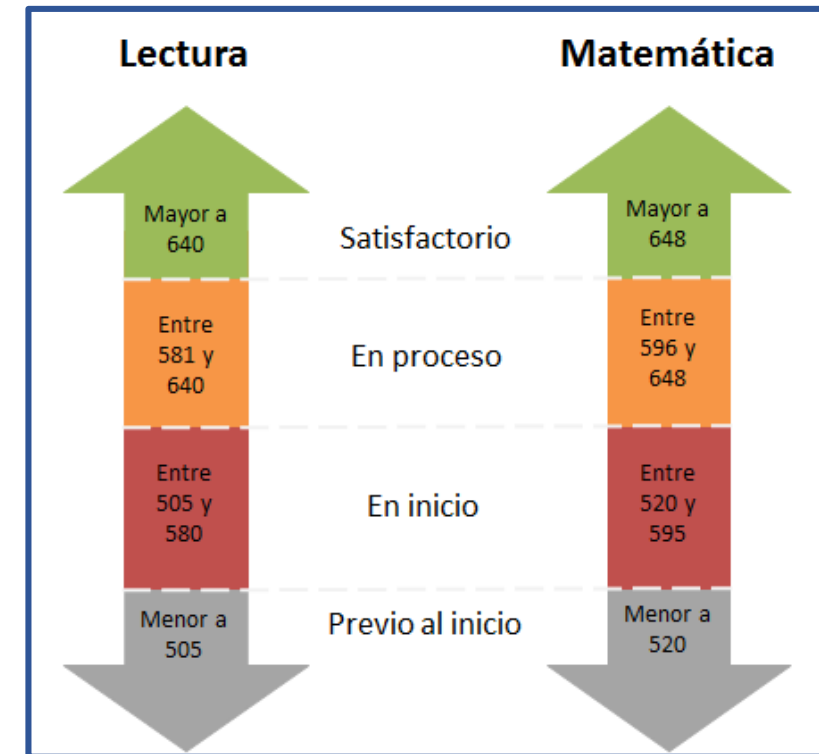 Lectura
Matemática
Mayor a
640
Satisfactorio
Mayor a
648
Entre
581 y
640
En proceso
Entre
596 y
648
Entre
505 y
580
En inicio
Entre
520 y
595
Menor a
505
Previo al inicio
Menor a
520